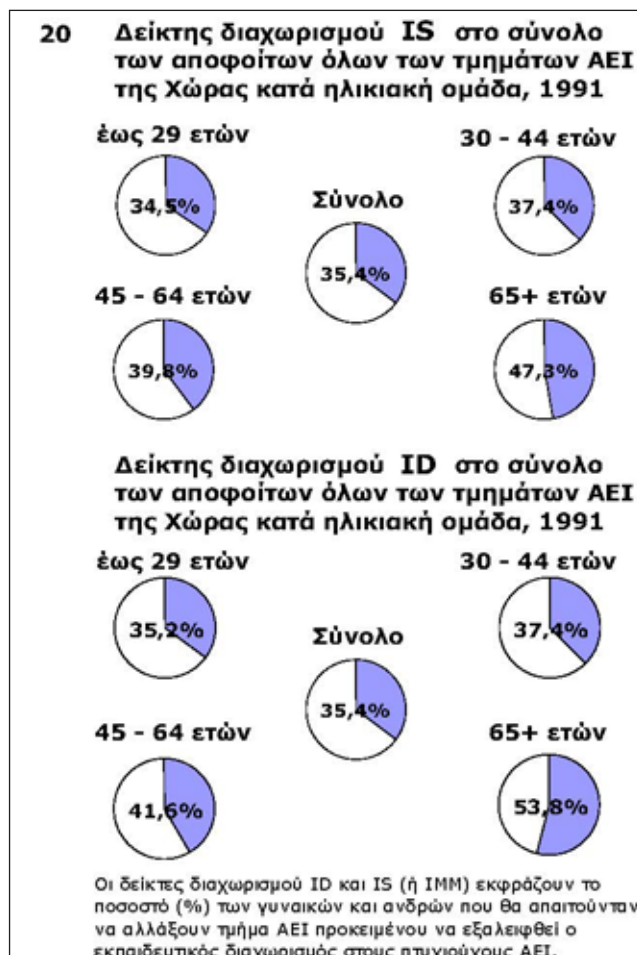 20 Δείκτης διαχωρισμού IS στο σύνολο
των αποφοίτων όλων των τμημάτων ΑΕΙ
της Χώρας κατά ηλικιακή ομάδα, 1991
έως 29 ετών
30 - 44 ετών
34,5%
Σύνολο
37,4%
35,4%
45 - 64 ετών
65+ ετών
39,8%
47,3%
Δείκτης διαχωρισμού ID στο σύνολο
των αποφοίτων όλων των τμημάτων ΑΕΙ
της Χώρας κατά ηλικιακή ομάδα, 1991
έως 29 ετών
30 - 44 ετών
35,2%
Σύνολο
37,4%
35,4%
45 - 64 ετών
65+ ετών
41,6%
53,8%
Οι δείκτες διαχωρισμού ID και IS (ή IMM) εκφράζουν το
ποσοστό (%) των γυναικών και ανδρών που θα απαιτούνταν
να αλλάξουν τμήμα ΑΕΙ προκειμένου να εξαλειφθεί ο
εκπαιδευτικός διαχωρισμός στους πτυχιούχους ΑΕΙ.